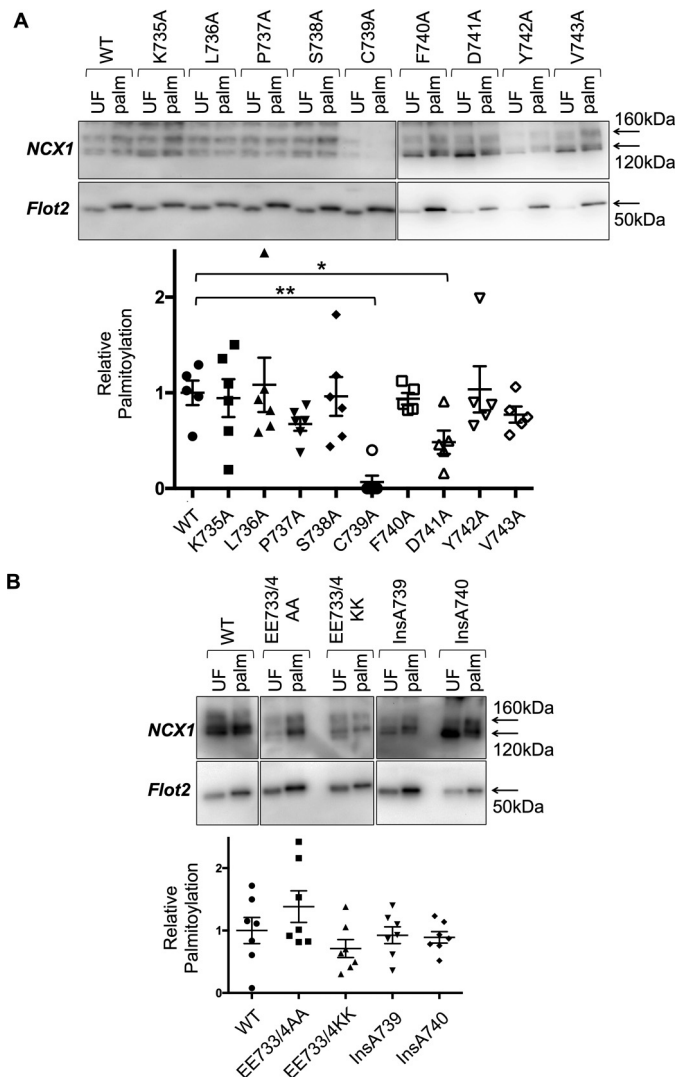 A
WT K735A L736A P737A S738A C739A F740A D741A Y742A V743A
UF palm UF palm UF palm UF palm UF palm UF palm UF palm UF palm UF palm UF palm
160kDa
NCX1
120kDa
Flot2
50kDa
*
**
Relative
Palmitoylation
2
1
0
WT K735A L736A P737A S738A C739A F740A D741A Y742A V743A
B
WT EE733/4 AA EE733/4 KK InsA739 InsA740
UF palm UF palm UF palm UF palm UF palm
160kDa
NCX1
120kDa
Flot2
50kDa
Relative
Palmitoylation
2
1
0
WT EE733/4AA EE733/4KK InsA739 InsA740